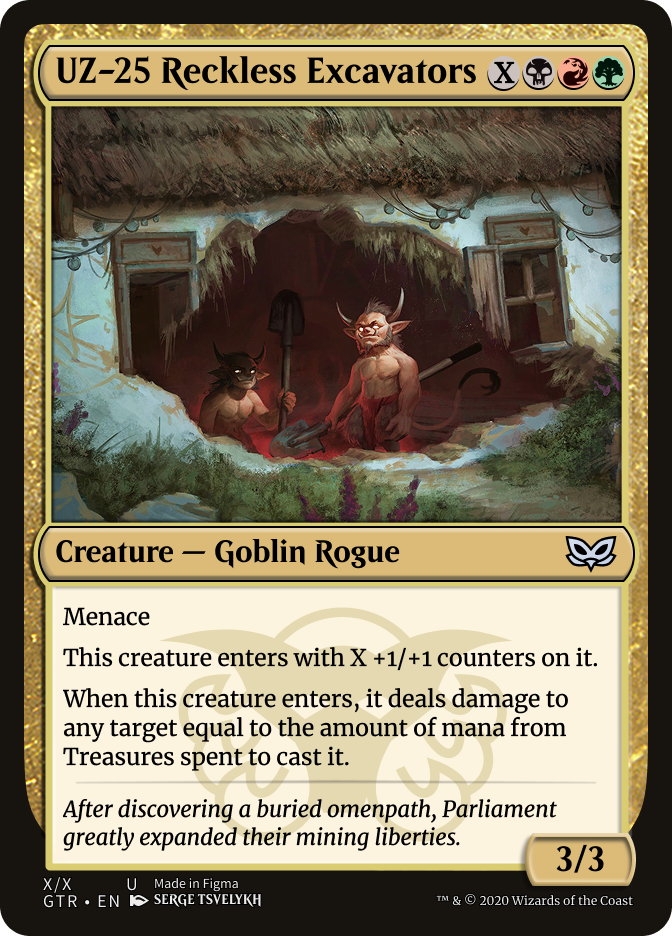 UZ-25 Reckless Excavators X
Creature — Goblin Rogue
Menace
This creature enters with X +1/+1 counters on it.
When this creature enters, it deals damage to
any target equal to the amount of mana from
Treasures spent to cast it.
After discovering a buried omenpath, Parliament
greatly expanded their mining liberties.
3/3
X/X U Made in Figma
GTR • EN SERGE TSVELYKH
™ & © 2020 Wizards of the Coast